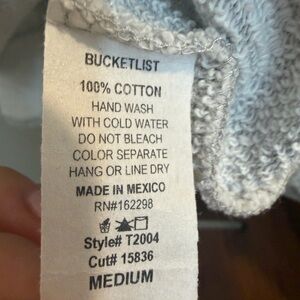 BUCKETLIST
100% COTTON
HAND WASH
WITH COLD WATER
DO NOT BLEACH
COLOR SEPARATE
HANG OR LINE DRY
MADE IN MEXICO
RN#162298
Style# T2004
Cut# 15836
MEDIUM